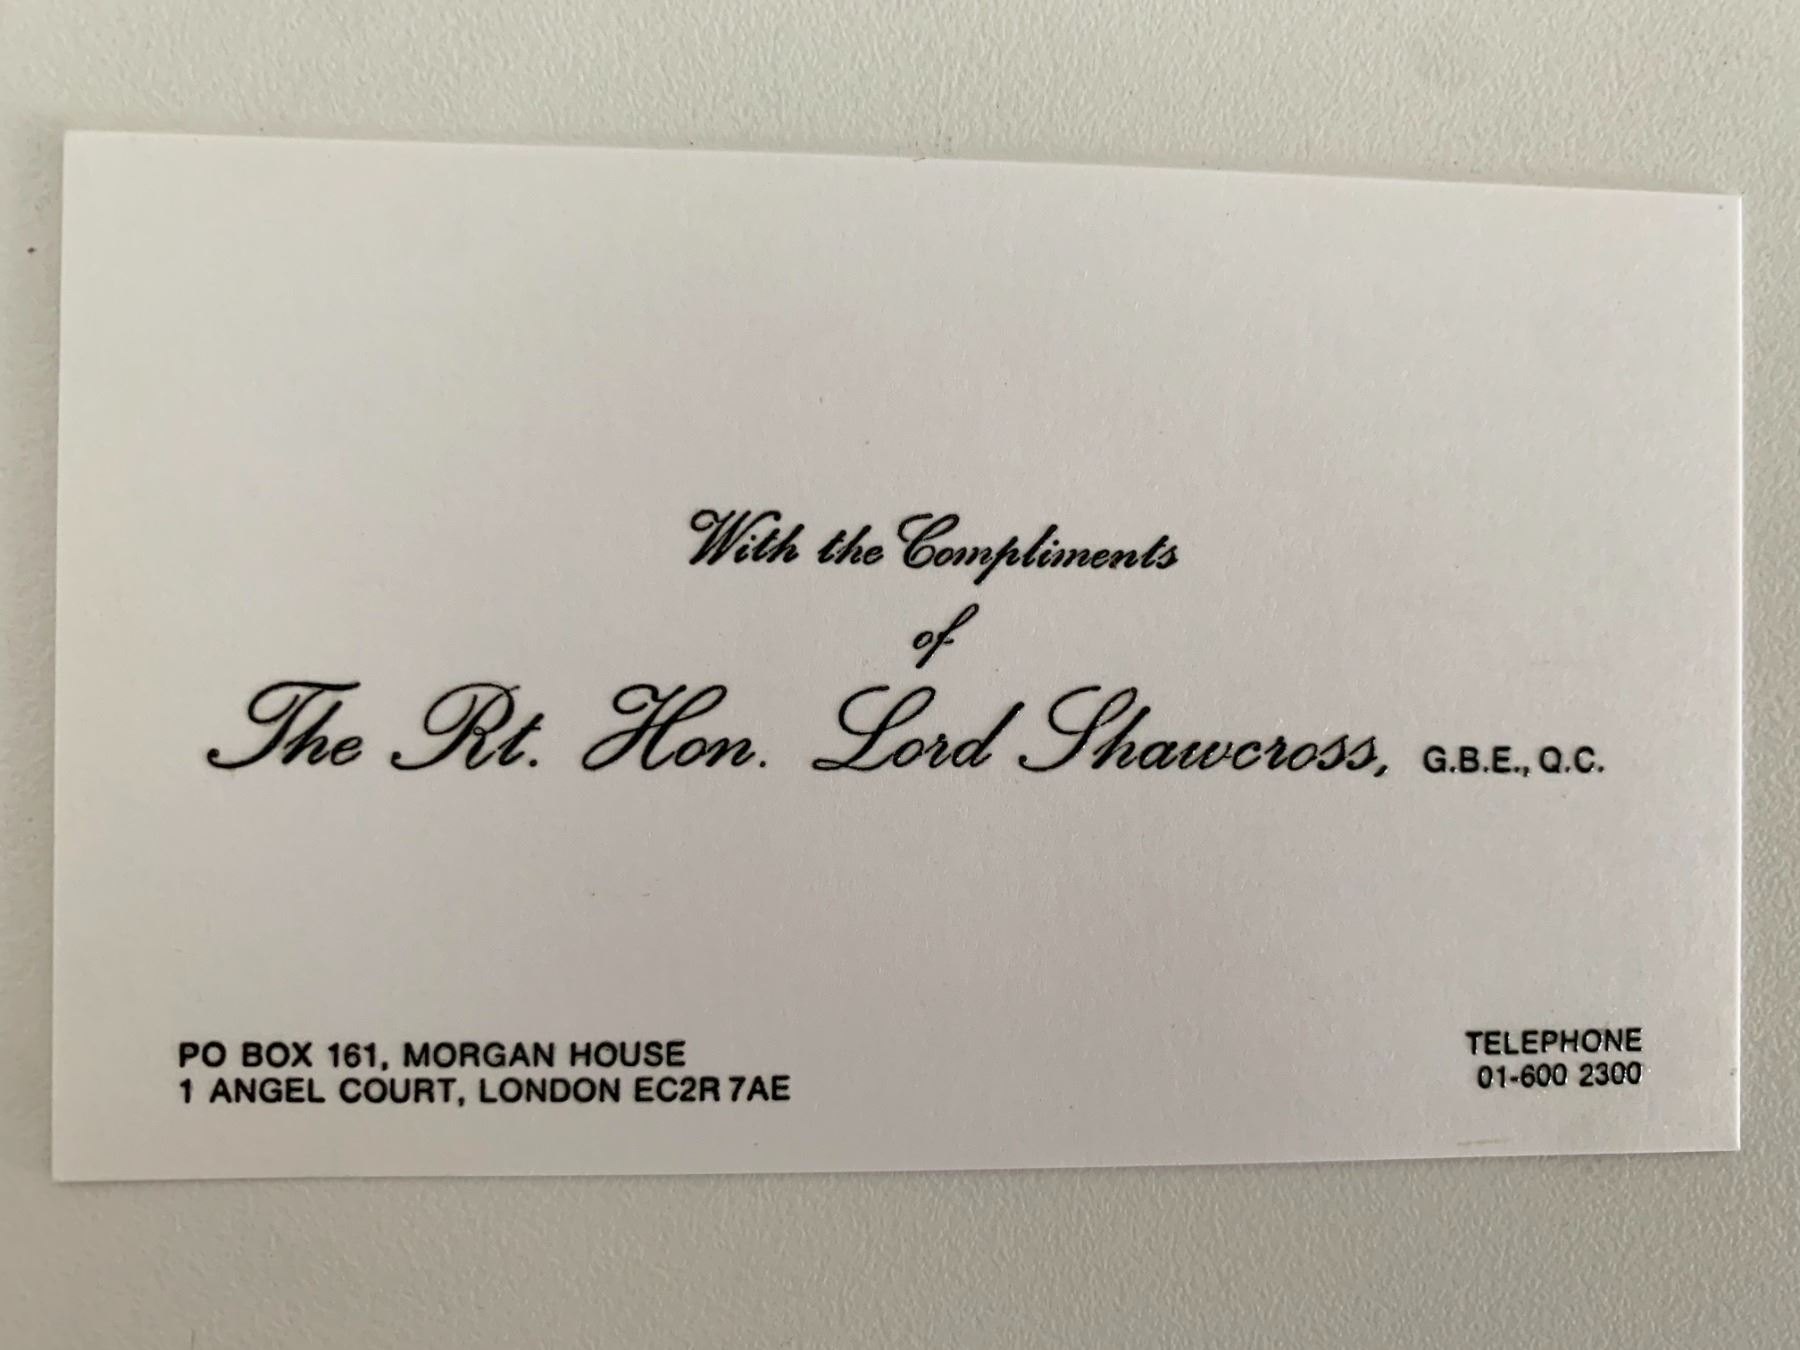 With the Compliments
of
The Rt. Hon. Lord Shawcross, G.B.E., Q.C.
PO BOX 161, MORGAN HOUSE
1 ANGEL COURT, LONDON EC2R 7AE
TELEPHONE
01-600 2300